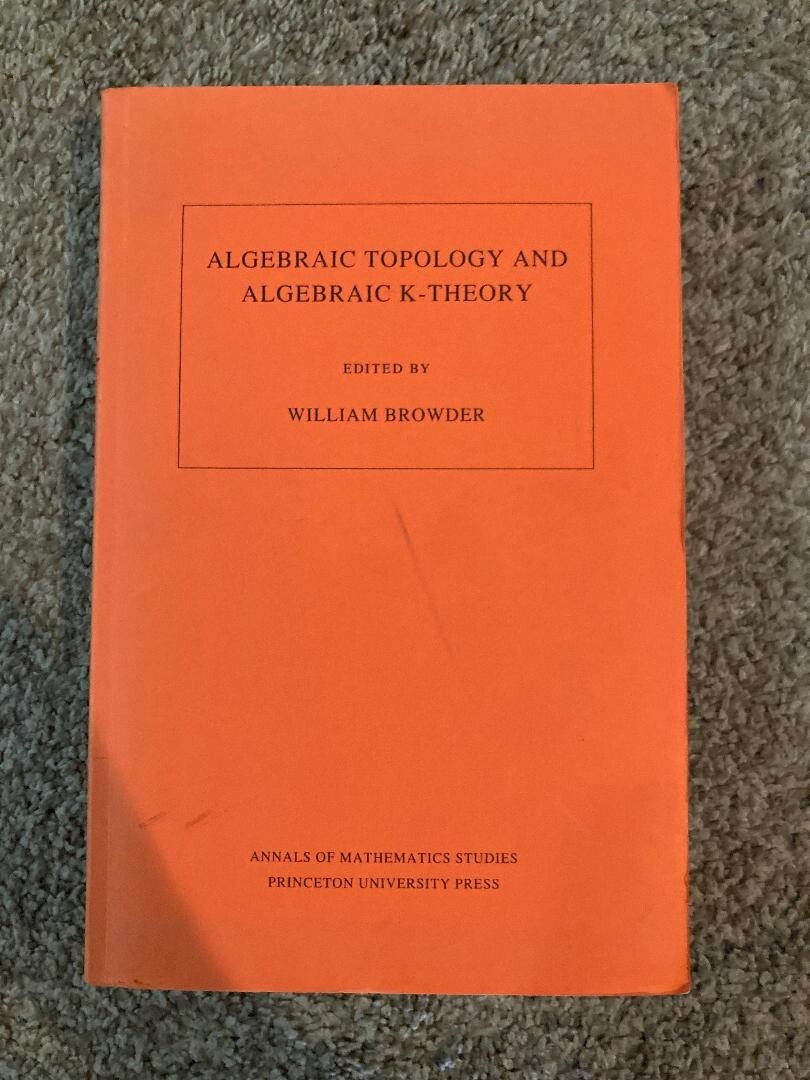 ALGEBRAIC TOPOLOGY AND
ALGEBRAIC K-THEORY
EDITED BY
WILLIAM BROWDER
ANNALS OF MATHEMATICS STUDIES
PRINCETON UNIVERSITY PRESS